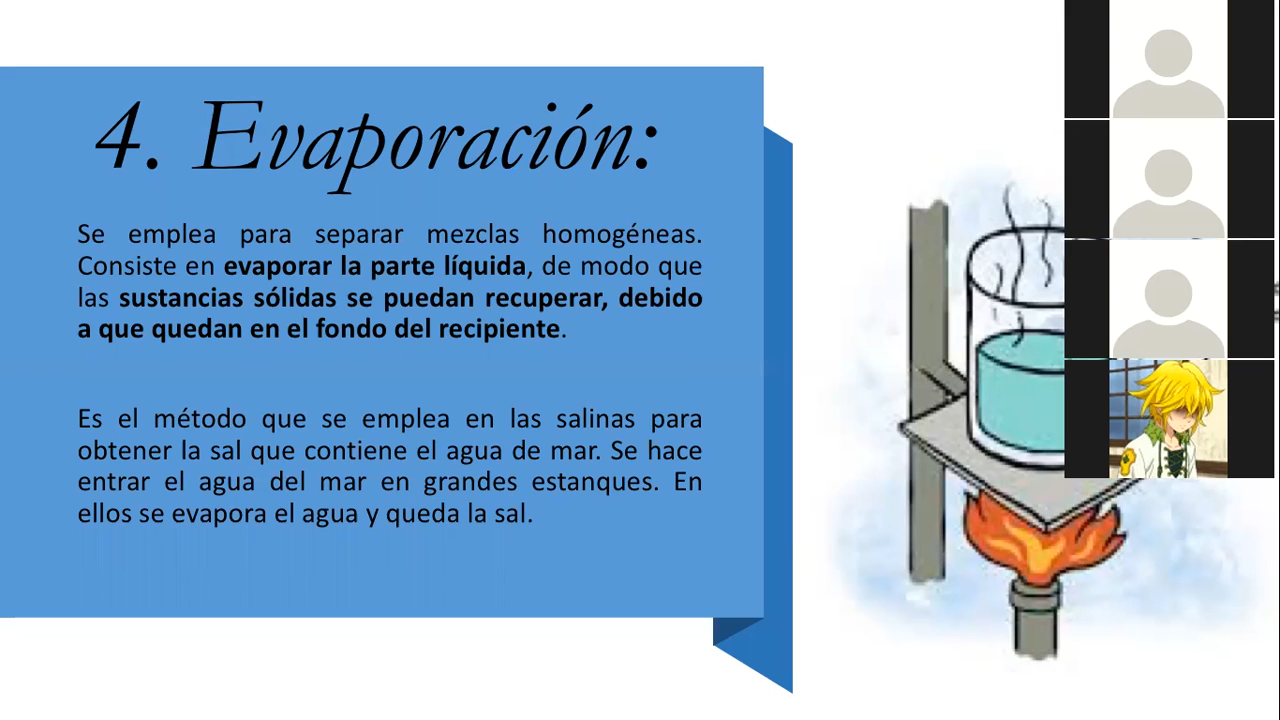 4. Evaporación:
Se emplea para separar mezclas homogéneas.
Consiste en evaporar la parte líquida, de modo que
las sustancias sólidas se puedan recuperar, debido
a que quedan en el fondo del recipiente.
Es el método que se emplea en las salinas para
obtener la sal que contiene el agua de mar. Se hace
entrar el agua del mar en grandes estanques. En
ellos se evapora el agua y queda la sal.